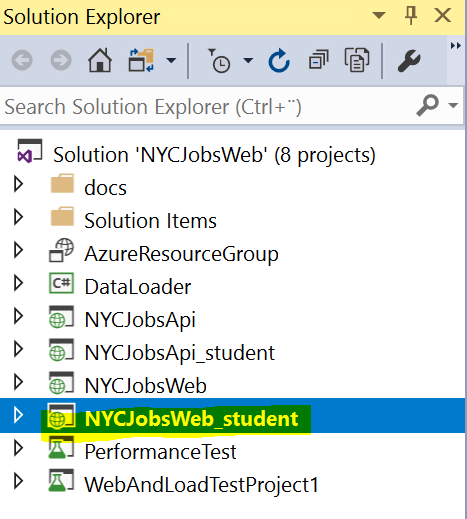 Solution Explorer
Search Solution Explorer (Ctrl+¨)
Solution 'NYCJobsWeb' (8 projects)
docs
Solution Items
AzureResourceGroup
C# DataLoader
NYCJobsApi
NYCJobsApi_student
NYCJobsWeb
NYCJobsWeb_student
PerformanceTest
WebAndLoadTestProject1